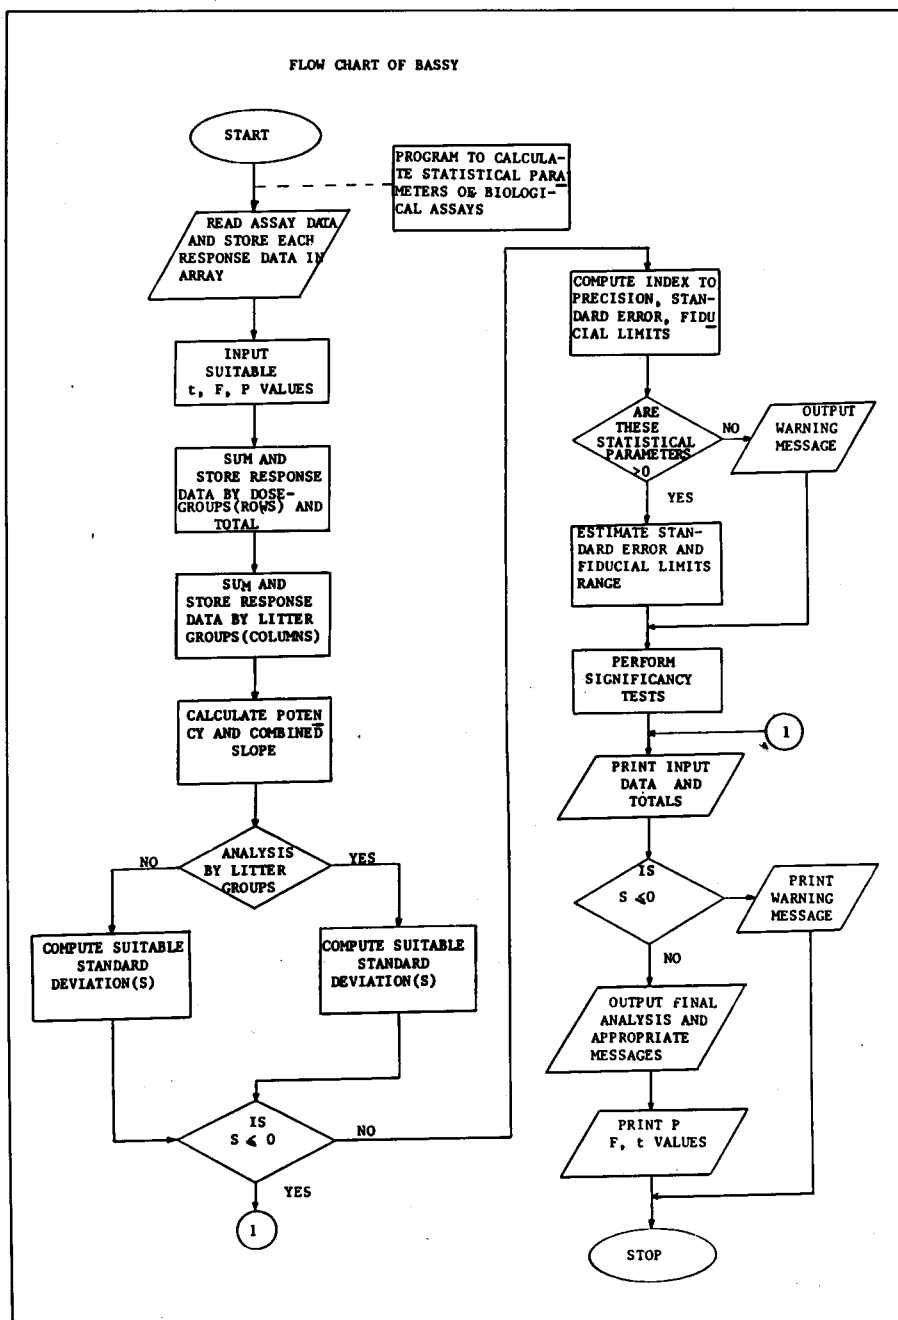 FLOW CHART OF BASSY
START
PROGRAM TO CALCULA-
TE STATISTICAL PARA
METERS OF BIOLOGI-
CAL ASSAYS
READ ASSAY DATA
AND STORE EACH
RESPONSE DATA IN
ARRAY
INPUT
SUITABLE
t, F, P VALUES
SUM AND
STORE RESPONSE
DATA BY DOSE-
GROUPS(ROWS) AND
TOTAL
SUM AND
STORE RESPONSE
DATA BY LITTER
GROUPS(COLUMNS)
CALCULATE POTEN
CY AND COMBINED
SLOPE
ANALYSIS
BY LITTER
GROUPS
NO
YES
COMPUTE SUITABLE
STANDARD
DEVIATION(S)
COMPUTE SUITABLE
STANDARD
DEVIATION(S)
IS
S ⩽ 0
NO
YES
1
COMPUTE INDEX TO
PRECISION, STAN-
DARD ERROR, FIDU
CIAL LIMITS
ARE
THESE
STATISTICAL
PARAMETERS
>0
NO
OUTPUT
WARNING
MESSAGE
YES
ESTIMATE STAN-
DARD ERROR AND
FIDUCIAL LIMITS
RANGE
PERFORM
SIGNIFICANCY
TESTS
1
PRINT INPUT
DATA AND
TOTALS
IS
S ⩽0
PRINT
WARNING
MESSAGE
NO
OUTPUT FINAL
ANALYSIS AND
APPROPRIATE
MESSAGES
PRINT P
F, t VALUES
STOP